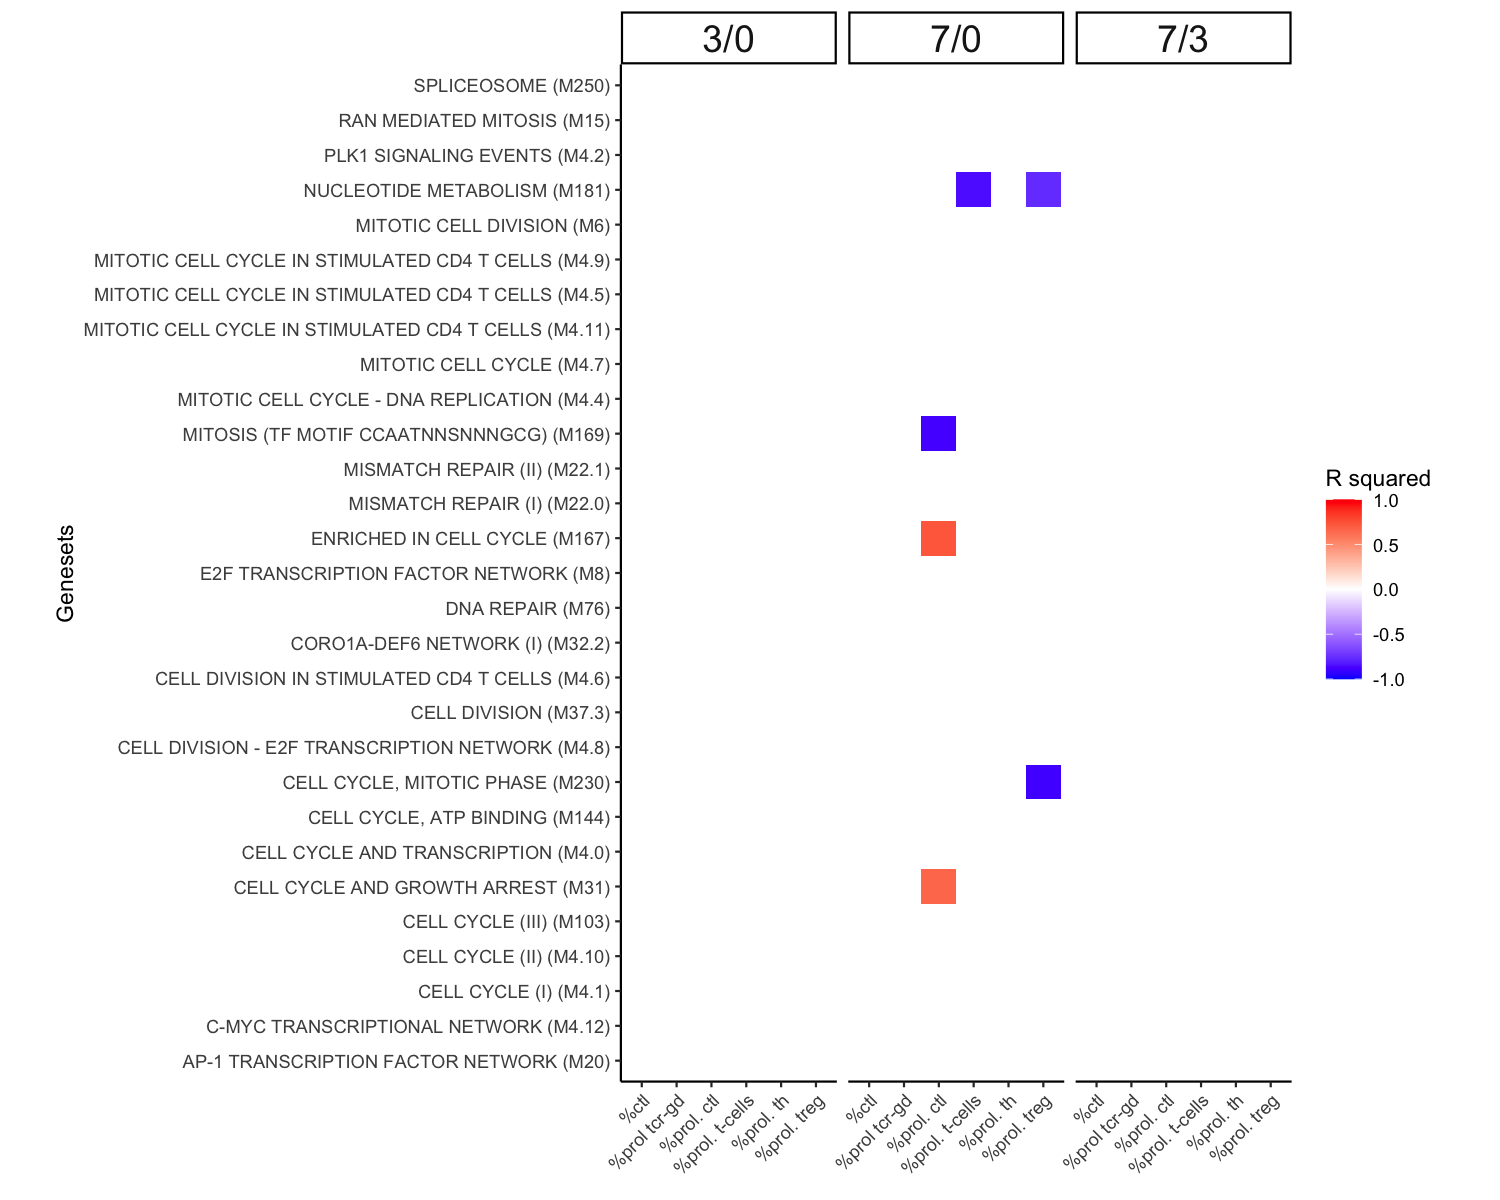 3/0
7/0
7/3
SPLICEOSOME (M250)
RAN MEDIATED MITOSIS (M15)
PLK1 SIGNALING EVENTS (M4.2)
NUCLEOTIDE METABOLISM (M181)
MITOTIC CELL DIVISION (M6)
MITOTIC CELL CYCLE IN STIMULATED CD4 T CELLS (M4.9)
MITOTIC CELL CYCLE IN STIMULATED CD4 T CELLS (M4.5)
MITOTIC CELL CYCLE IN STIMULATED CD4 T CELLS (M4.11)
MITOTIC CELL CYCLE (M4.7)
MITOTIC CELL CYCLE - DNA REPLICATION (M4.4)
MITOSIS (TF MOTIF CCAATNNSNNNGCG) (M169)
MISMATCH REPAIR (II) (M22.1)
MISMATCH REPAIR (I) (M22.0)
ENRICHED IN CELL CYCLE (M167)
E2F TRANSCRIPTION FACTOR NETWORK (M8)
DNA REPAIR (M76)
CORO1A-DEF6 NETWORK (I) (M32.2)
CELL DIVISION IN STIMULATED CD4 T CELLS (M4.6)
CELL DIVISION (M37.3)
CELL DIVISION - E2F TRANSCRIPTION NETWORK (M4.8)
CELL CYCLE, MITOTIC PHASE (M230)
CELL CYCLE, ATP BINDING (M144)
CELL CYCLE AND TRANSCRIPTION (M4.0)
CELL CYCLE AND GROWTH ARREST (M31)
CELL CYCLE (III) (M103)
CELL CYCLE (II) (M4.10)
CELL CYCLE (I) (M4.1)
C-MYC TRANSCRIPTIONAL NETWORK (M4.12)
AP-1 TRANSCRIPTION FACTOR NETWORK (M20)
Genesets
%ctl
%prol tcr-gd
%prol. ctl
%prol. t-cells
%prol. th
%prol. treg
%ctl
%prol tcr-gd
%prol. ctl
%prol. t-cells
%prol. th
%prol. treg
%ctl
%prol tcr-gd
%prol. ctl
%prol. t-cells
%prol. th
%prol. treg
R squared
1.0
0.5
0.0
-0.5
-1.0